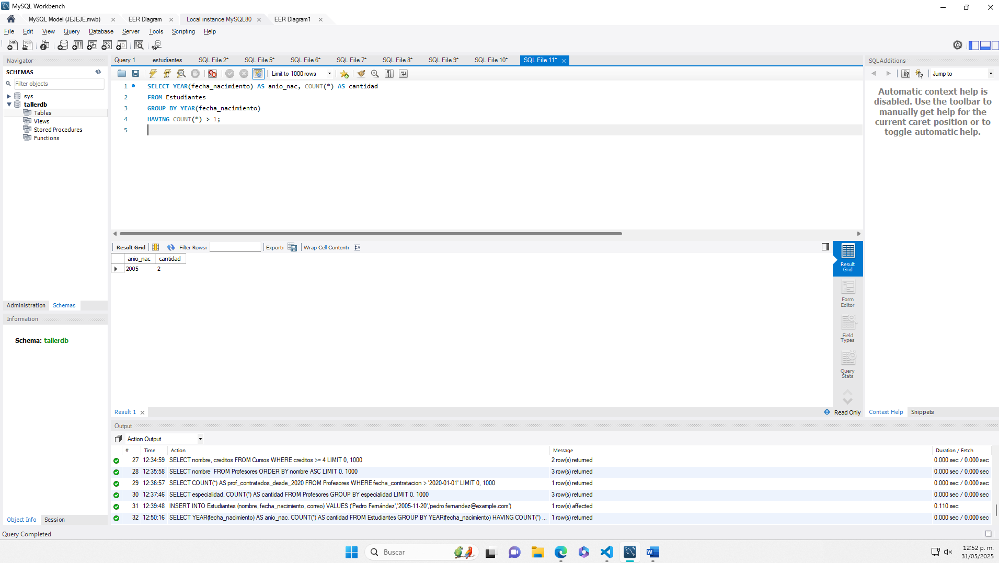 MySQL Workbench
MySQL Model (JEJEJE.mwb)
EER Diagram
Local instance MySQL80
EER Diagram1
File Edit View Query Database Server Tools Scripting Help
Navigator
SCHEMAS
Filter objects
sys
tallerdb
Tables
Views
Stored Procedures
Functions
Administration Schemas
Information
Schema: tallerdb
Object Info Session
Query 1 estudiantes SQL File 2* SQL File 5* SQL File 6* SQL File 7* SQL File 8* SQL File 9* SQL File 10* SQL File 11*
Limit to 1000 rows
1 SELECT YEAR(fecha_nacimiento) AS anio_nac, COUNT(*) AS cantidad
2 FROM Estudiantes
3 GROUP BY YEAR(fecha_nacimiento)
4 HAVING COUNT(*) > 1;
5
Result Grid Filter Rows: Export: Wrap Cell Content:
anio_nac cantidad
2005 2
Result
Grid
Form
Editor
Field
Types
Query
Stats
Result 1
Read Only
SQLAdditions
Jump to
Automatic context help is
disabled. Use the toolbar to
manually get help for the
current caret position or to
toggle automatic help.
Context Help Snippets
Output
Action Output
# Time Action Message Duration / Fetch
27 12:34:59 SELECT nombre, creditos FROM Cursos WHERE creditos >= 4 LIMIT 0, 1000 2 row(s) returned 0.000 sec / 0.000 sec
28 12:35:58 SELECT nombre FROM Profesores ORDER BY nombre ASC LIMIT 0, 1000 3 row(s) returned 0.000 sec / 0.000 sec
29 12:36:57 SELECT COUNT(*) AS prof_contratados_desde_2020 FROM Profesores WHERE fecha_contratacion > '2020-01-01' LIMIT 0, 1000 1 row(s) returned 0.000 sec / 0.000 sec
30 12:37:46 SELECT especialidad, COUNT(*) AS cantidad FROM Profesores GROUP BY especialidad LIMIT 0, 1000 3 row(s) returned 0.000 sec / 0.000 sec
31 12:39:48 INSERT INTO Estudiantes (nombre, fecha_nacimiento, correo) VALUES ('Pedro Fernández','2005-11-20','pedro.fernandez@example.com') 1 row(s) affected 0.110 sec
32 12:50:16 SELECT YEAR(fecha_nacimiento) AS anio_nac, COUNT(*) AS cantidad FROM Estudiantes GROUP BY YEAR(fecha_nacimiento) HAVING COUNT(*) ... 1 row(s) returned 0.000 sec / 0.000 sec
Query Completed
Buscar
12:52 p. m.
31/05/2025